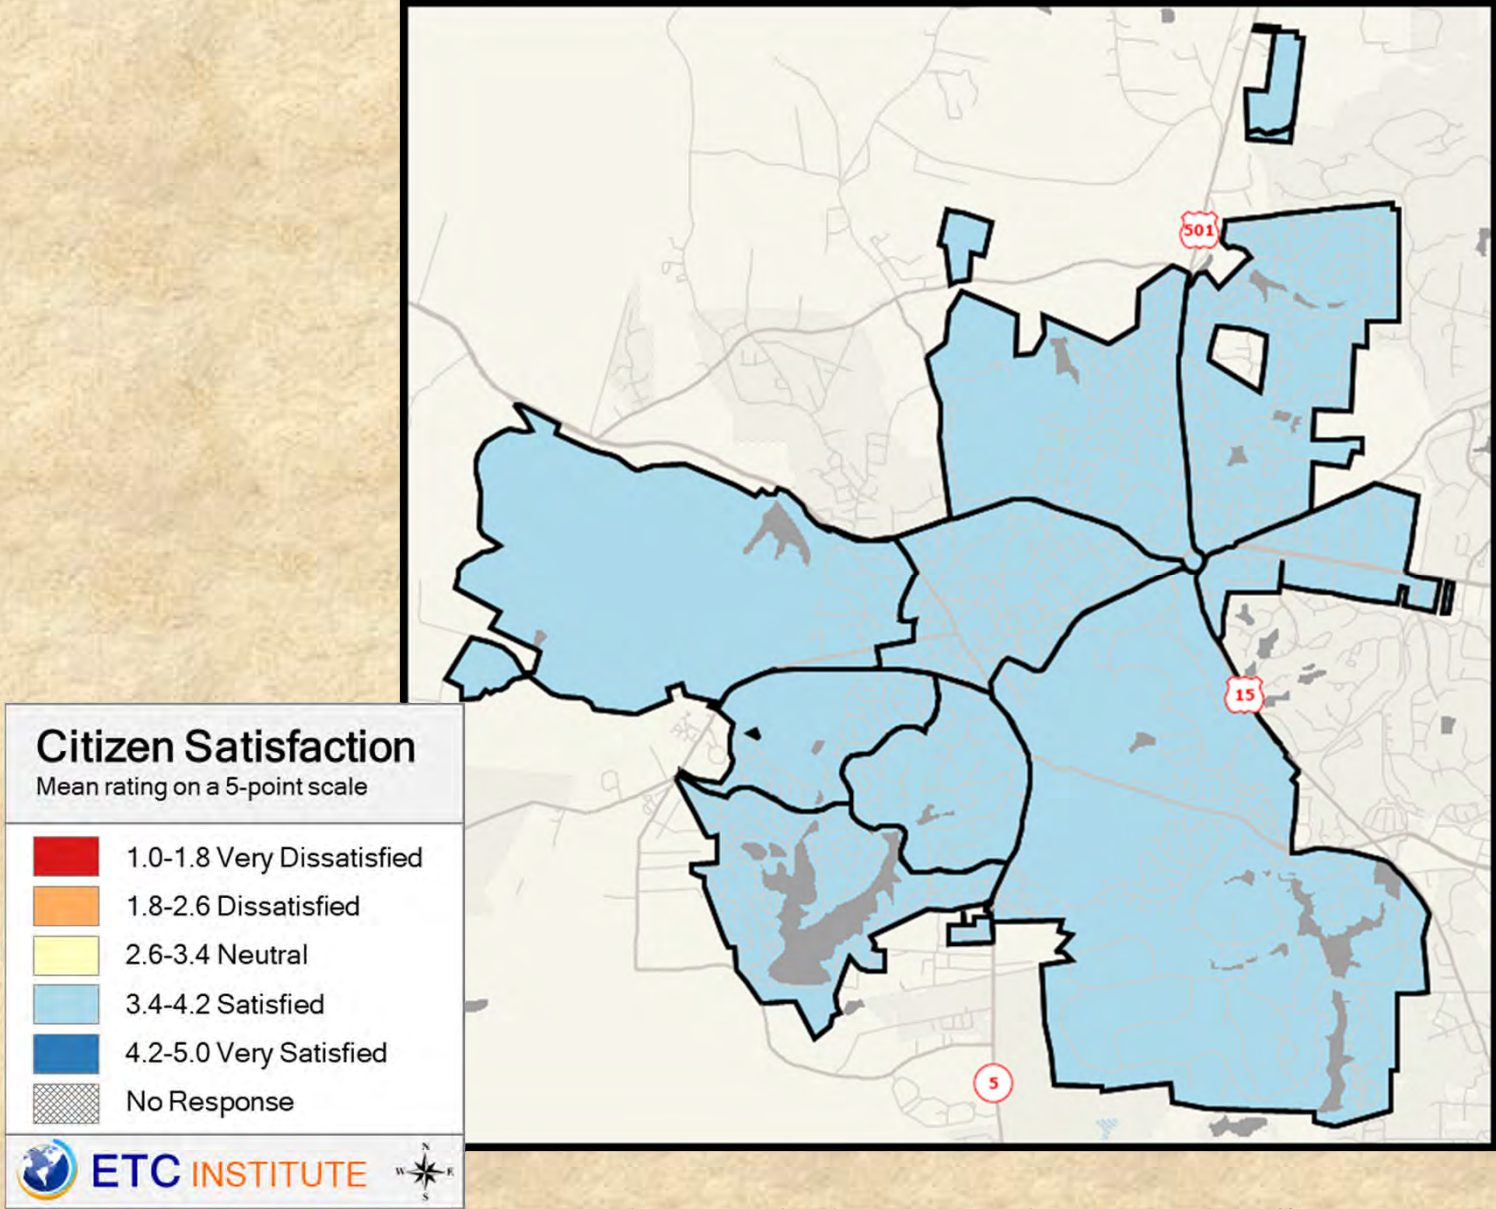 501
15
5
Citizen Satisfaction
Mean rating on a 5-point scale
1.0-1.8 Very Dissatisfied
1.8-2.6 Dissatisfied
2.6-3.4 Neutral
3.4-4.2 Satisfied
4.2-5.0 Very Satisfied
No Response
ETC INSTITUTE
N
W E
S